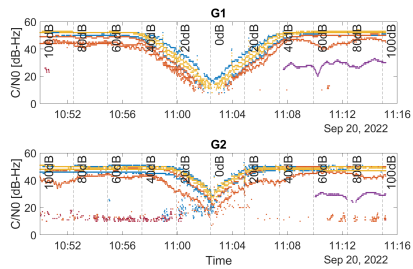 G1
C/N0 [dB-Hz]
60
40
20
0
100dB
80dB
60dB
40dB
20dB
0dB
20dB
40dB
60dB
80dB
100dB
10:52
10:56
11:00
11:04
11:08
11:12
11:16
Sep 20, 2022
G2
C/N0 [dB-Hz]
60
40
20
0
100dB
80dB
60dB
40dB
20dB
0dB
20dB
40dB
60dB
80dB
100dB
10:52
10:56
11:00
11:04
11:08
11:12
11:16
Time
Sep 20, 2022